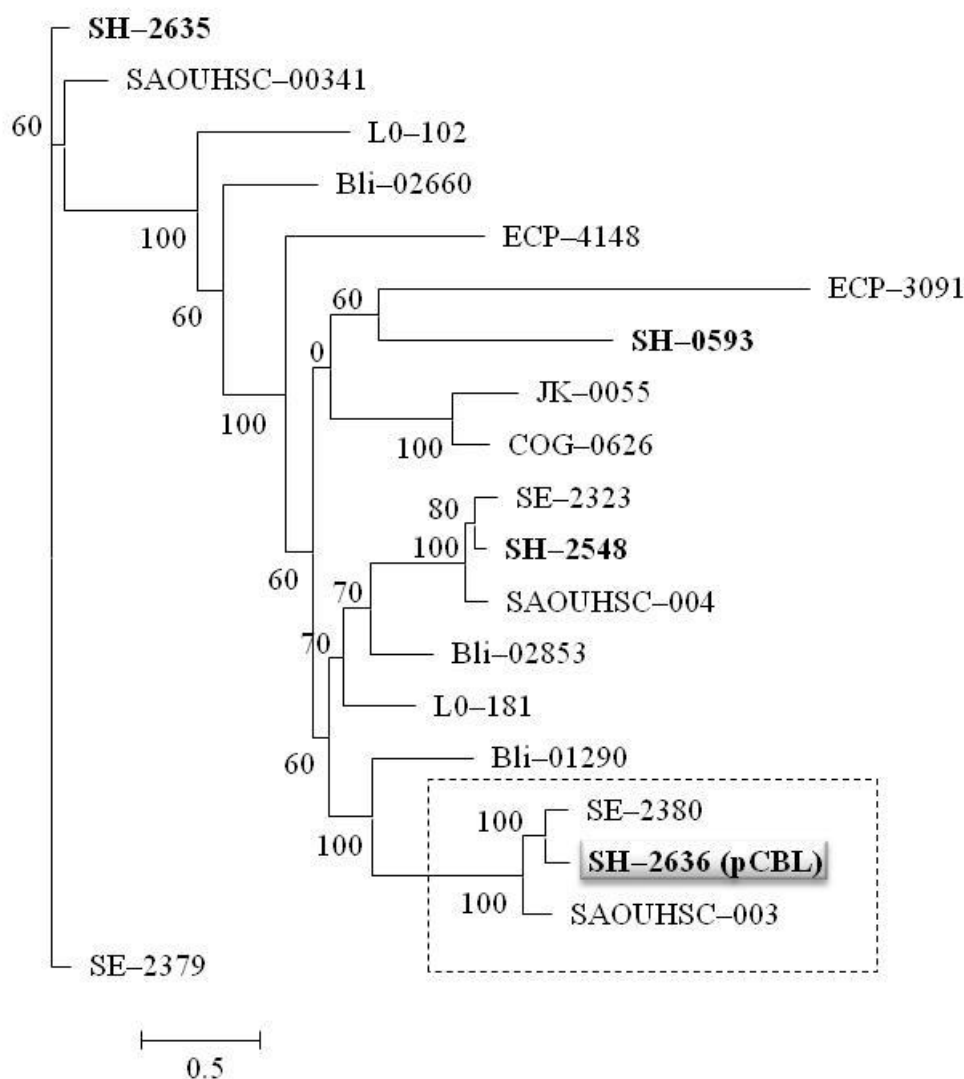 SH–2635
SAOUHSC–00341
60
L0–102
Bli–02660
100
ECP–4148
60
ECP–3091
60
SH–0593
0
JK–0055
100
COG–0626
100
SE–2323
80
SH–2548
100
60
70
SAOUHSC–004
70
Bli–02853
L0–181
60
Bli–01290
SE–2380
100
100
SH–2636 (pCBL)
100
SAOUHSC–003
SE–2379
0.5